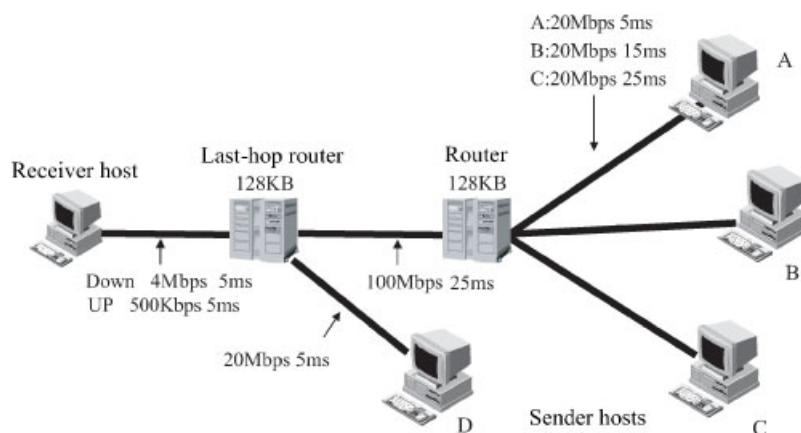 A:20Mbps 5ms
B:20Mbps 15ms
C:20Mbps 25ms
A
Last-hop router
128KB
Router
128KB
Receiver host
B
Down 4Mbps 5ms
UP 500Kbps 5ms
100Mbps 25ms
20Mbps 5ms
D
Sender hosts
C